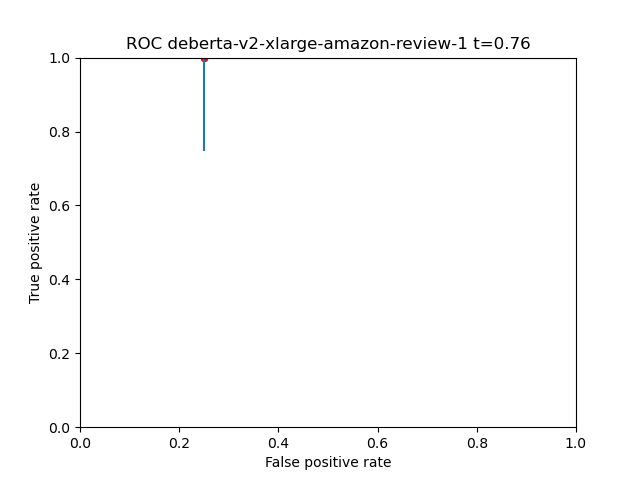 ROC deberta-v2-xlarge-amazon-review-1 t=0.76
1.0
0.8
0.6
0.4
0.2
0.0
True positive rate
0.0 0.2 0.4 0.6 0.8 1.0
False positive rate